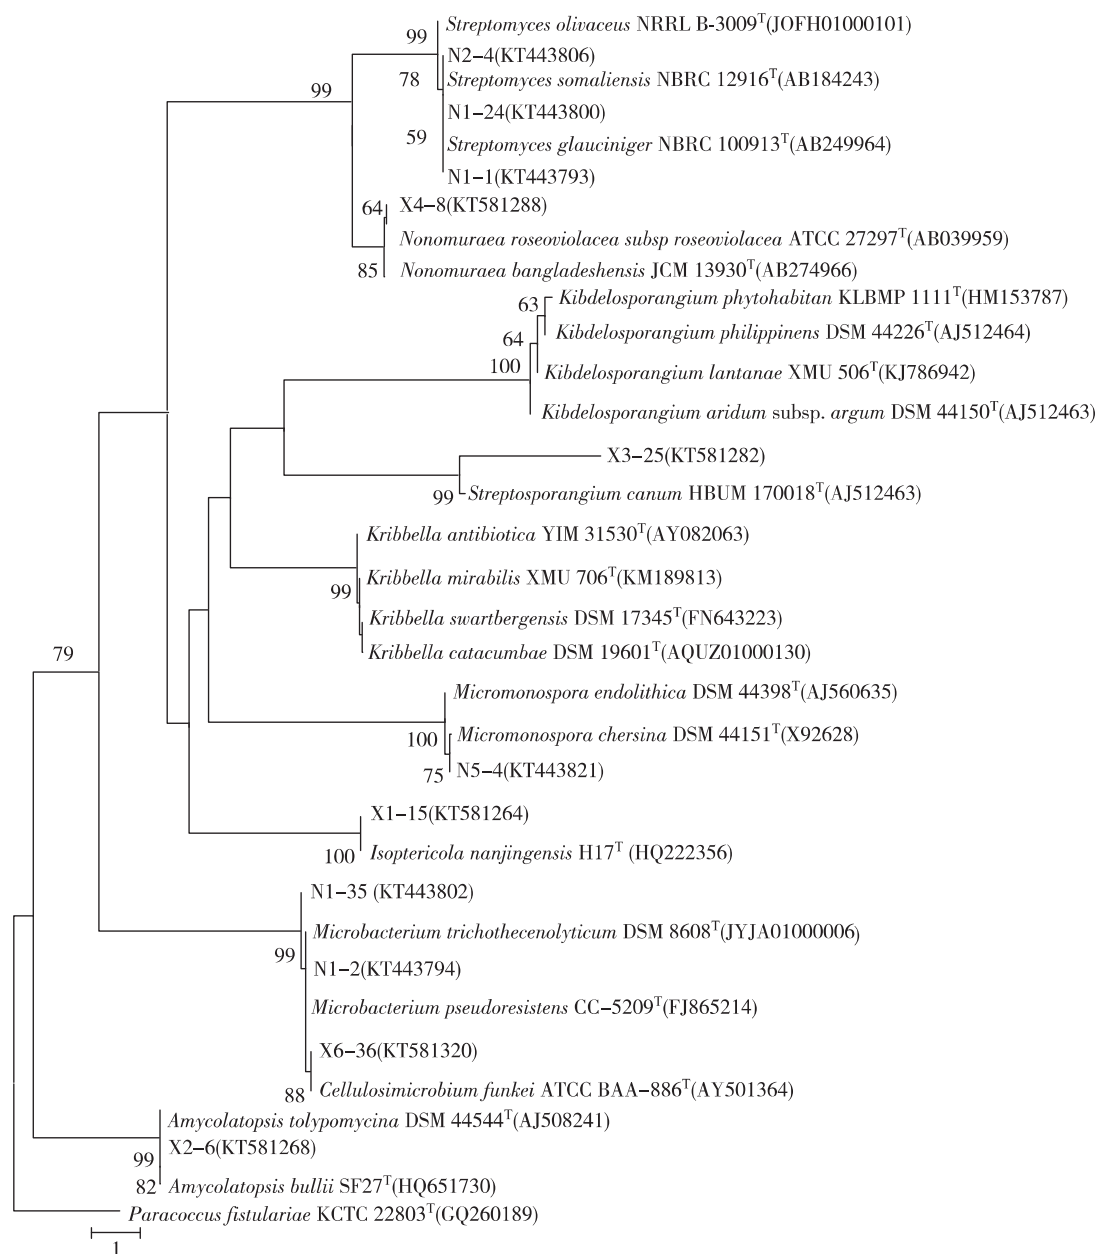 Streptomyces olivaceus NRRL B-3009T(JOFH01000101)
99
N2-4(KT443806)
78
Streptomyces somaliensis NBRC 12916T(AB184243)
99
N1-24(KT443800)
59
Streptomyces glauciniger NBRC 100913T(AB249964)
N1-1(KT443793)
64
X4-8(KT581288)
Nonomuraea roseoviolacea subsp roseoviolacea ATCC 27297T(AB039959)
85
Nonomuraea bangladeshensis JCM 13930T(AB274966)
63
Kibdelosporangium phytohabitan KLBMP 1111T(HM153787)
Kibdelosporangium philippinens DSM 44226T(AJ512464)
64
100
Kibdelosporangium lantanae XMU 506T(KJ786942)
Kibdelosporangium aridum subsp. argum DSM 44150T(AJ512463)
X3-25(KT581282)
99
Streptosporangium canum HBUM 170018T(AJ512463)
Kribbella antibiotica YIM 31530T(AY082063)
Kribbella mirabilis XMU 706T(KM189813)
99
Kribbella swartbergensis DSM 17345T(FN643223)
Kribbella catacumbae DSM 19601T(AQUZ01000130)
79
Micromonospora endolithica DSM 44398T(AJ560635)
Micromonospora chersina DSM 44151T(X92628)
100
75
N5-4(KT443821)
X1-15(KT581264)
100
Isoptericola nanjingensis H17T (HQ222356)
N1-35 (KT443802)
Microbacterium trichothecenolyticum DSM 8608T(JYJA01000006)
99
N1-2(KT443794)
Microbacterium pseudoresistens CC-5209T(FJ865214)
X6-36(KT581320)
88
Cellulosimicrobium funkei ATCC BAA-886T(AY501364)
Amycolatopsis tolypomycina DSM 44544T(AJ508241)
X2-6(KT581268)
99
82
Amycolatopsis bullii SF27T(HQ651730)
Paracoccus fistulariae KCTC 22803T(GQ260189)
1